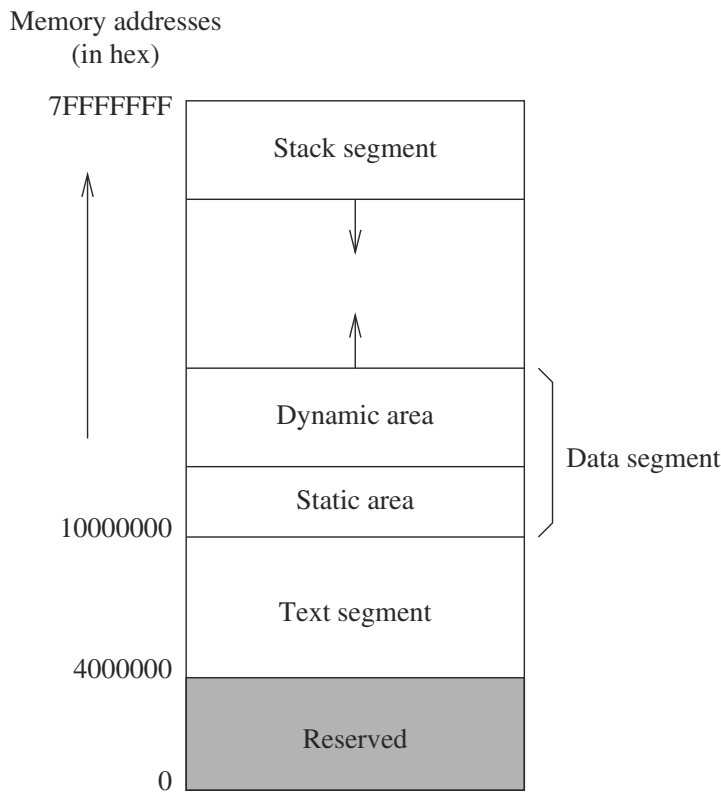 Memory addresses
(in hex)
7FFFFFFF
Stack segment
Dynamic area
Data segment
Static area
10000000
Text segment
4000000
Reserved
0